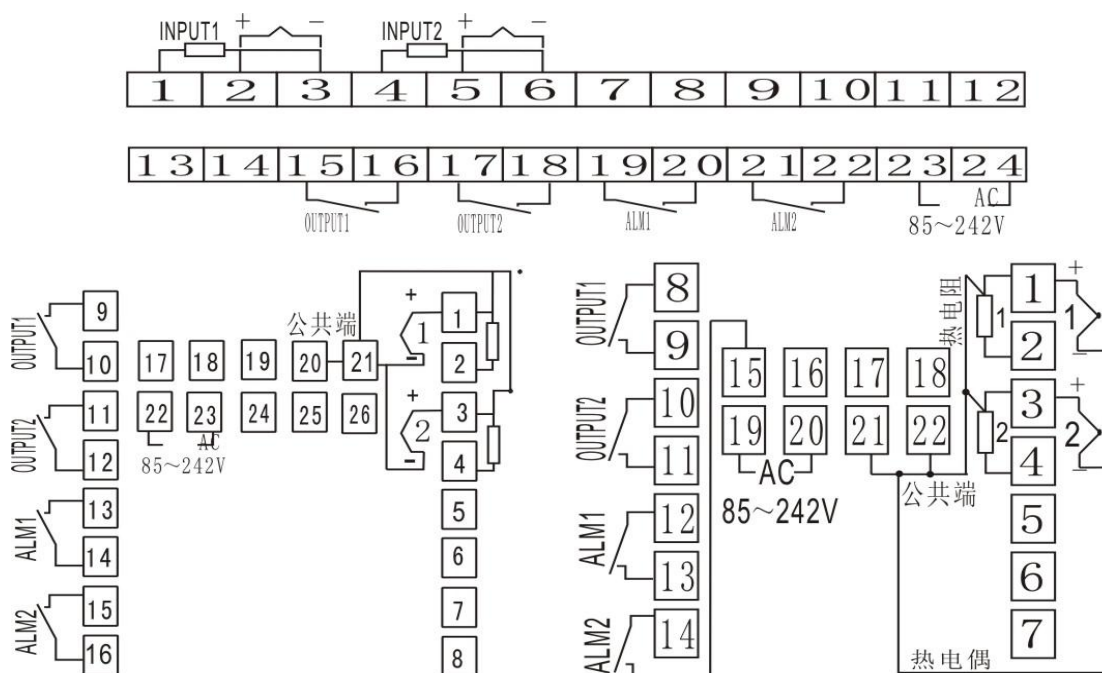 INPUT1 + − INPUT2 + −
1 2 3 4 5 6 7 8 9 10 11 12
13 14 15 16 17 18 19 20 21 22 23 24
OUTPUT1 OUTPUT2 ALM1 ALM2 AC
85～242V
OUTPUT1
OUTPUT2
ALM1
ALM2
9
10
11
12
13
14
15
16
公共端
17 18 19 20 21
22 23 24 25 26
AC
85～242V
+
1
-
+
2
-
1
2
3
4
5
6
7
8
OUTPUT1
OUTPUT2
ALM1
ALM2
8
9
10
11
12
13
14
15 16 17 18
19 20 21 22
AC
85～242V
公共端
热电阻
1
2
1
2
3
4
5
6
7
+
1
−
+
2
−
热电偶